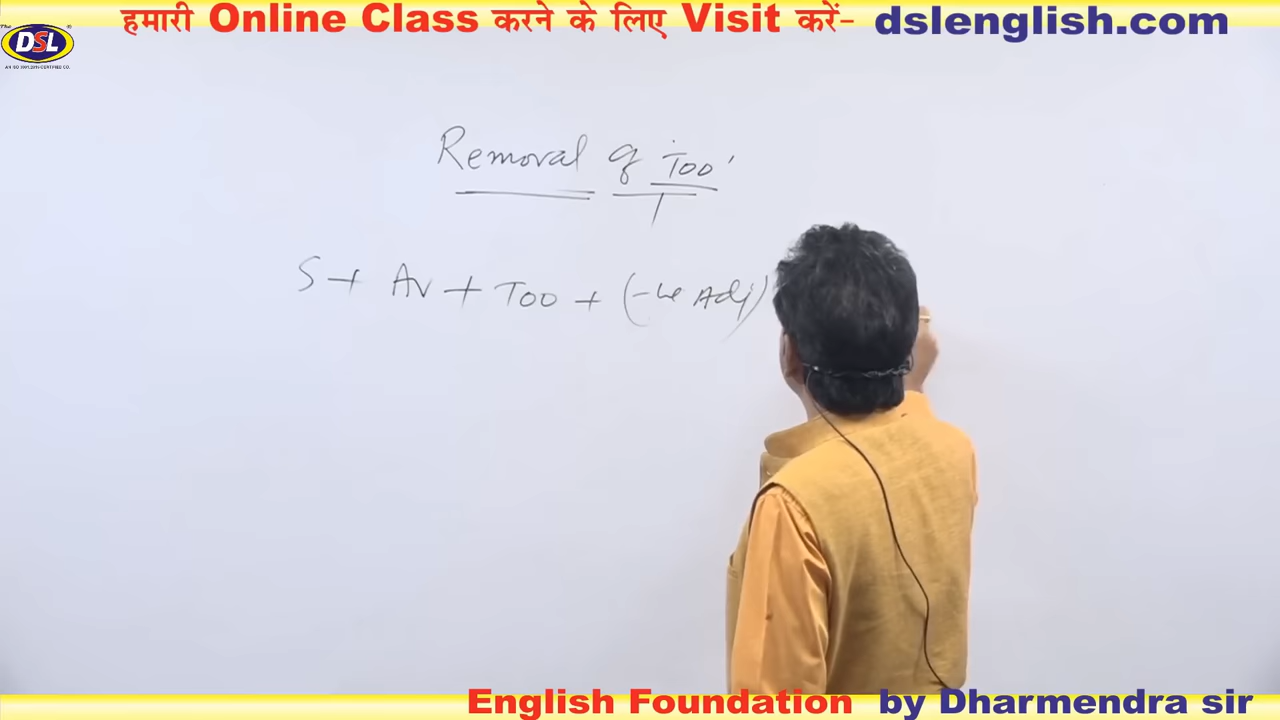 हमारी Online Class करने के लिए Visit करें- dslenglish.com
The
DSL
Removal of 'Too'
S + AV + Too + (-ve Adj)
English Foundation by Dharmendra sir